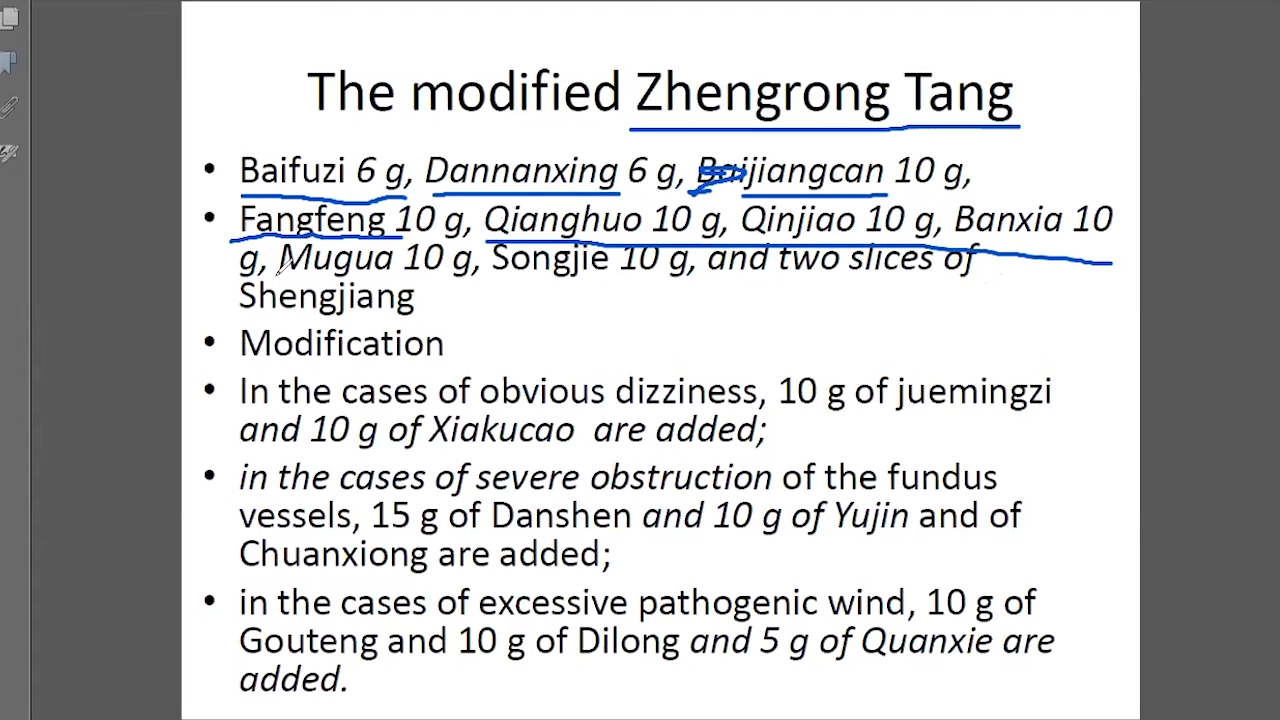 The modified Zhengrong Tang
• Baifuzi 6 g, Dannanxing 6 g, Baijiangcan 10 g,
• Fangfeng 10 g, Qianghuo 10 g, Qinjiao 10 g, Banxia 10
g, Mugua 10 g, Songjie 10 g, and two slices of
Shengjiang
• Modification
• In the cases of obvious dizziness, 10 g of juemingzi
and 10 g of Xiakucao are added;
• in the cases of severe obstruction of the fundus
vessels, 15 g of Danshen and 10 g of Yujin and of
Chuanxiong are added;
• in the cases of excessive pathogenic wind, 10 g of
Gouteng and 10 g of Dilong and 5 g of Quanxie are
added.